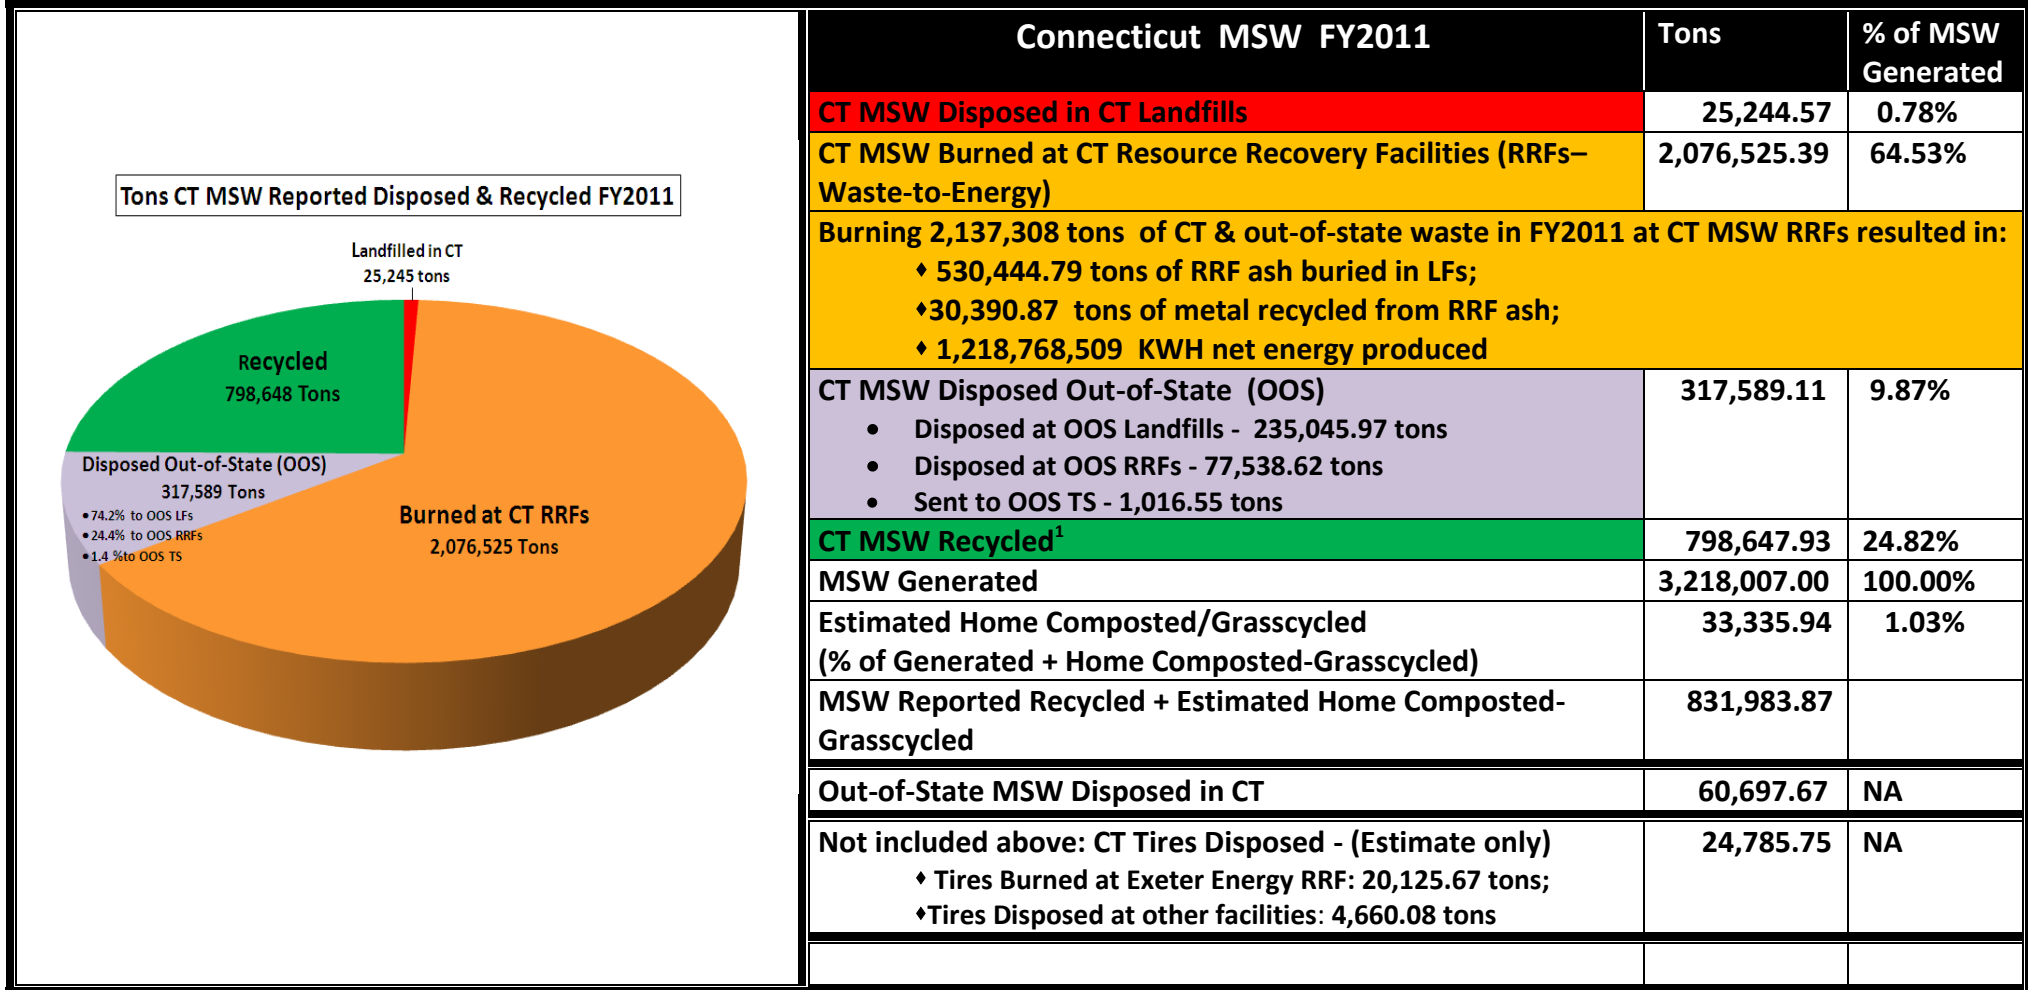 Tons CT MSW Reported Disposed & Recycled FY2011
Landfilled in CT
25,245 tons
Recycled
798,648 Tons
Disposed Out-of-State (OOS)
317,589 Tons
•74.2% to OOS LFs
•24.4% to OOS RRFs
•1.4 %to OOS TS
Burned at CT RRFs
2,076,525 Tons
Connecticut MSW FY2011 Tons % of MSW
Generated
CT MSW Disposed in CT Landfills 25,244.57 0.78%
CT MSW Burned at CT Resource Recovery Facilities (RRFs– 2,076,525.39 64.53%
Waste-to-Energy)
Burning 2,137,308 tons of CT & out-of-state waste in FY2011 at CT MSW RRFs resulted in:
♦ 530,444.79 tons of RRF ash buried in LFs;
♦30,390.87 tons of metal recycled from RRF ash;
♦ 1,218,768,509 KWH net energy produced
CT MSW Disposed Out-of-State (OOS) 317,589.11 9.87%
• Disposed at OOS Landfills - 235,045.97 tons
• Disposed at OOS RRFs - 77,538.62 tons
• Sent to OOS TS - 1,016.55 tons
CT MSW Recycled¹ 798,647.93 24.82%
MSW Generated 3,218,007.00 100.00%
Estimated Home Composted/Grasscycled 33,335.94 1.03%
(% of Generated + Home Composted-Grasscycled)
MSW Reported Recycled + Estimated Home Composted- 831,983.87
Grasscycled
Out-of-State MSW Disposed in CT 60,697.67 NA
Not included above: CT Tires Disposed - (Estimate only) 24,785.75 NA
♦ Tires Burned at Exeter Energy RRF: 20,125.67 tons;
♦Tires Disposed at other facilities: 4,660.08 tons